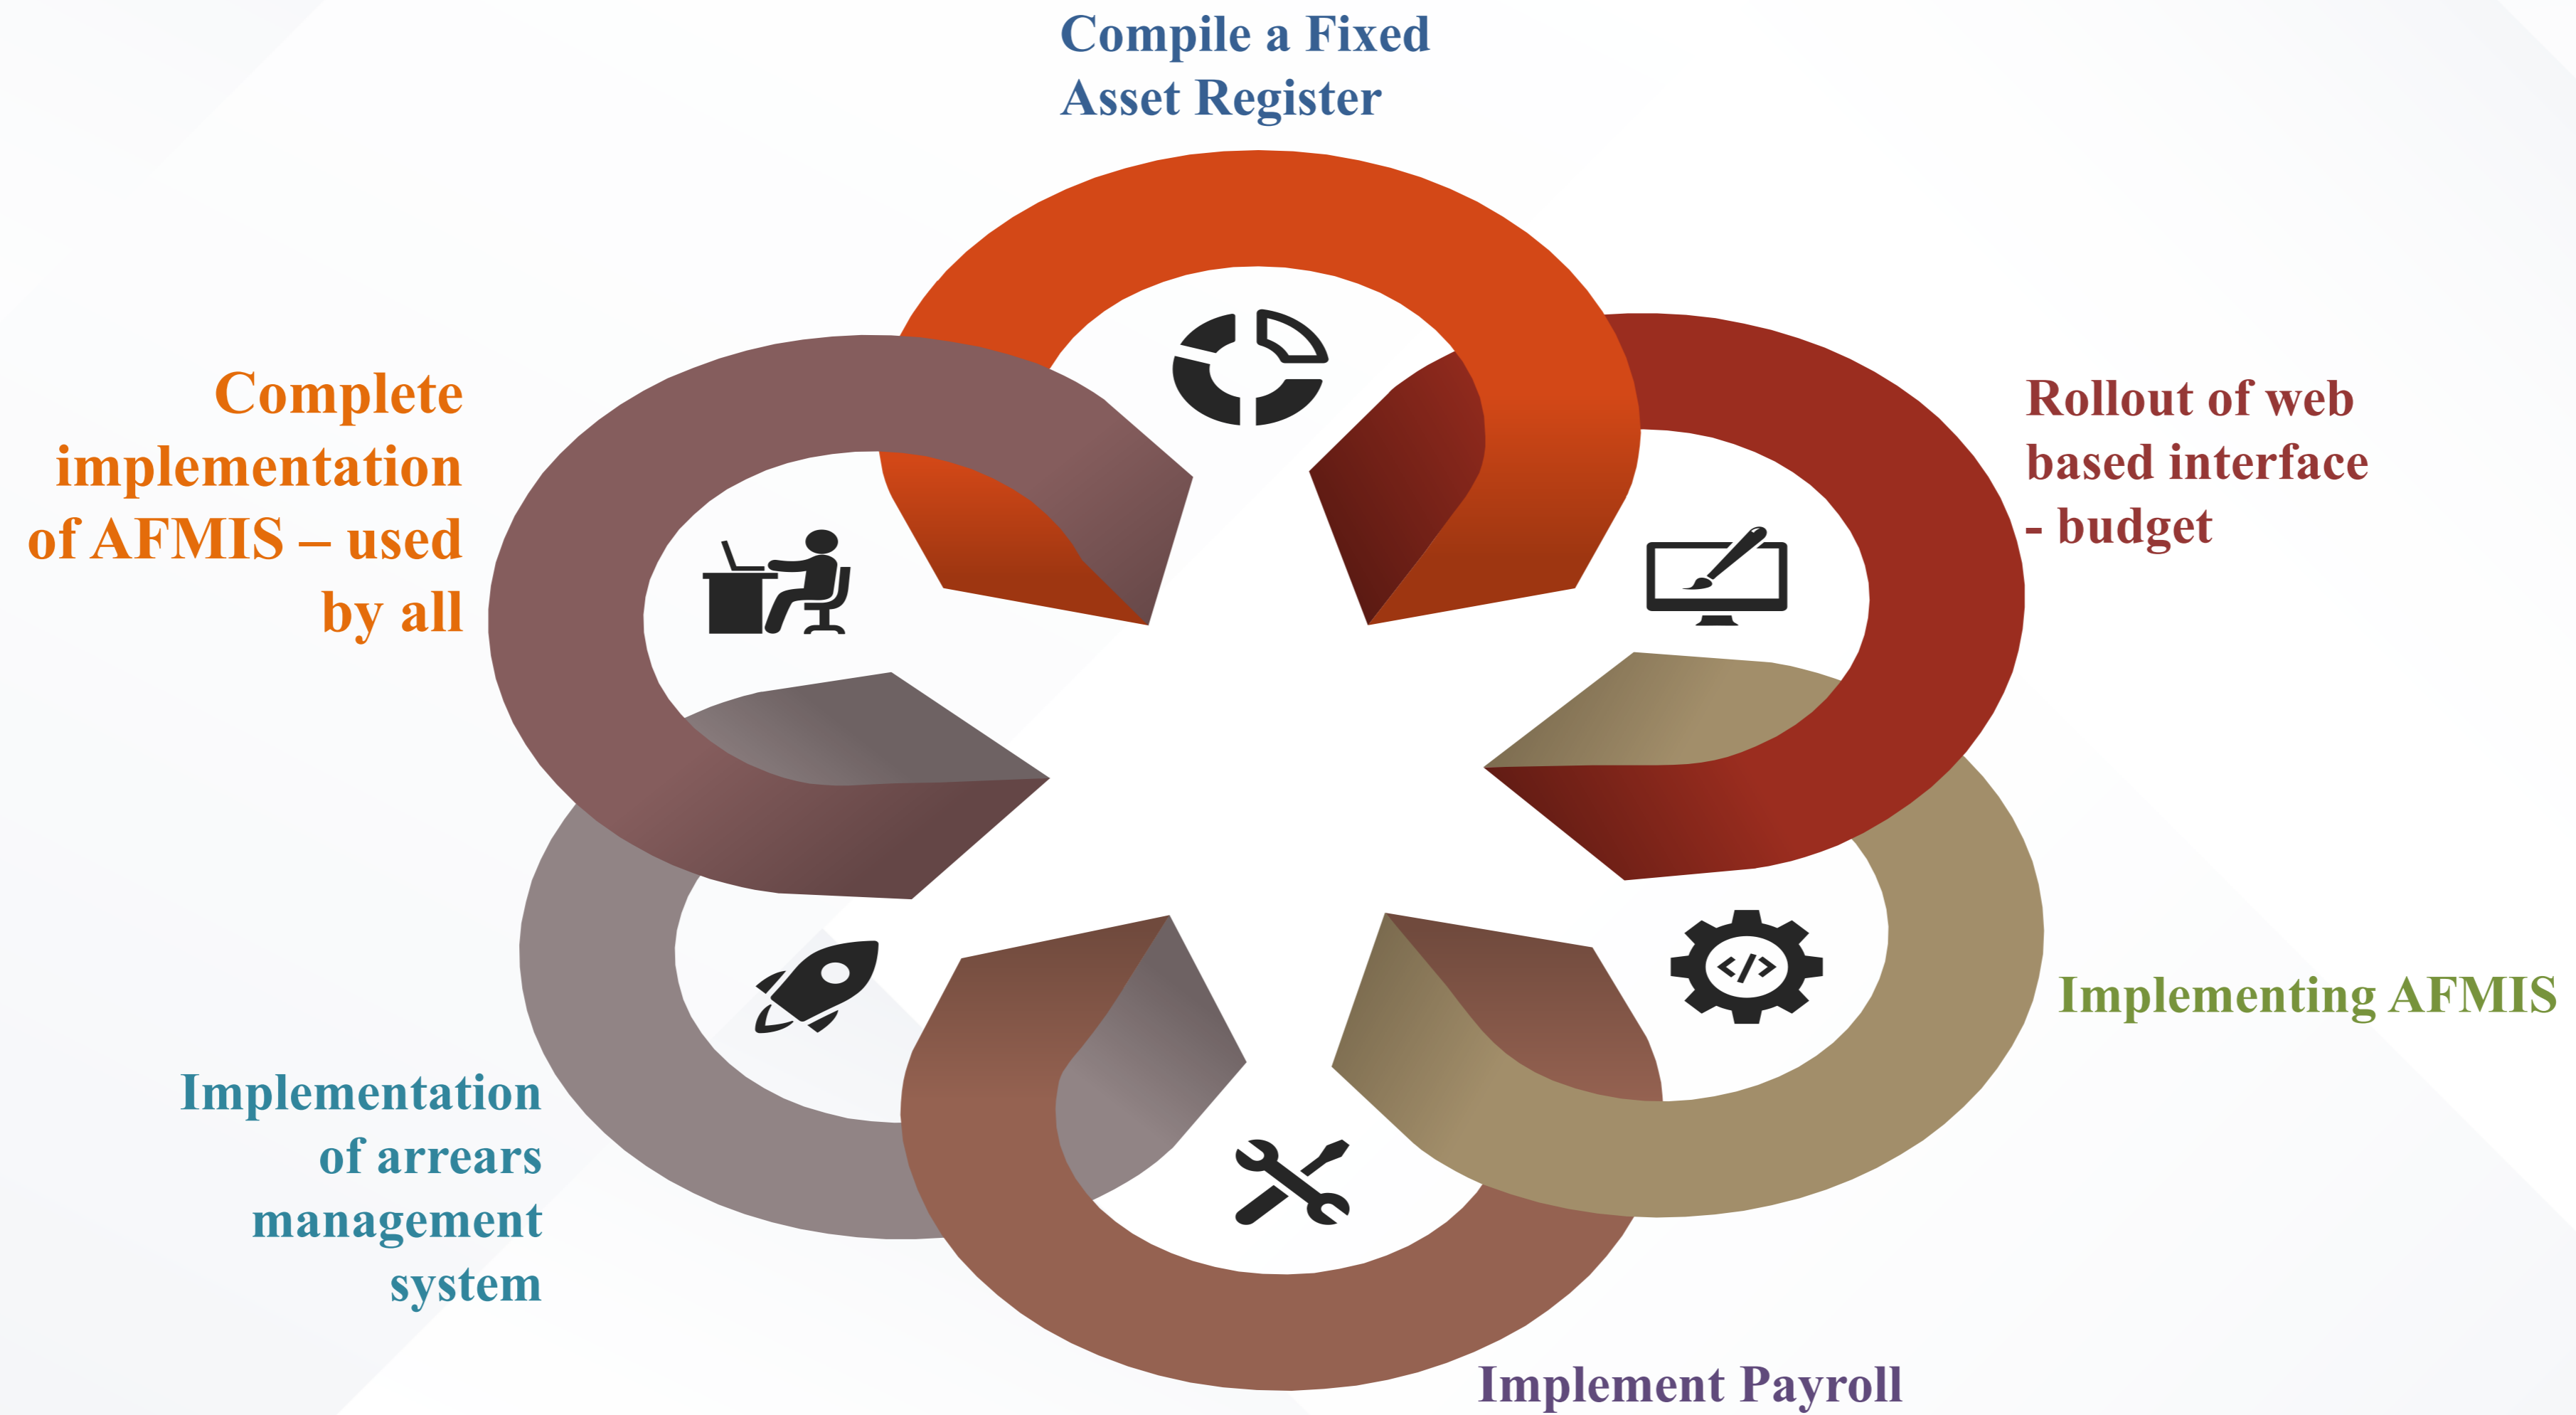 Compile a Fixed
Asset Register
Complete
implementation
of AFMIS – used
by all
Rollout of web
based interface
- budget
</>
Implementing AFMIS
Implementation
of arrears
management
system
Implement Payroll